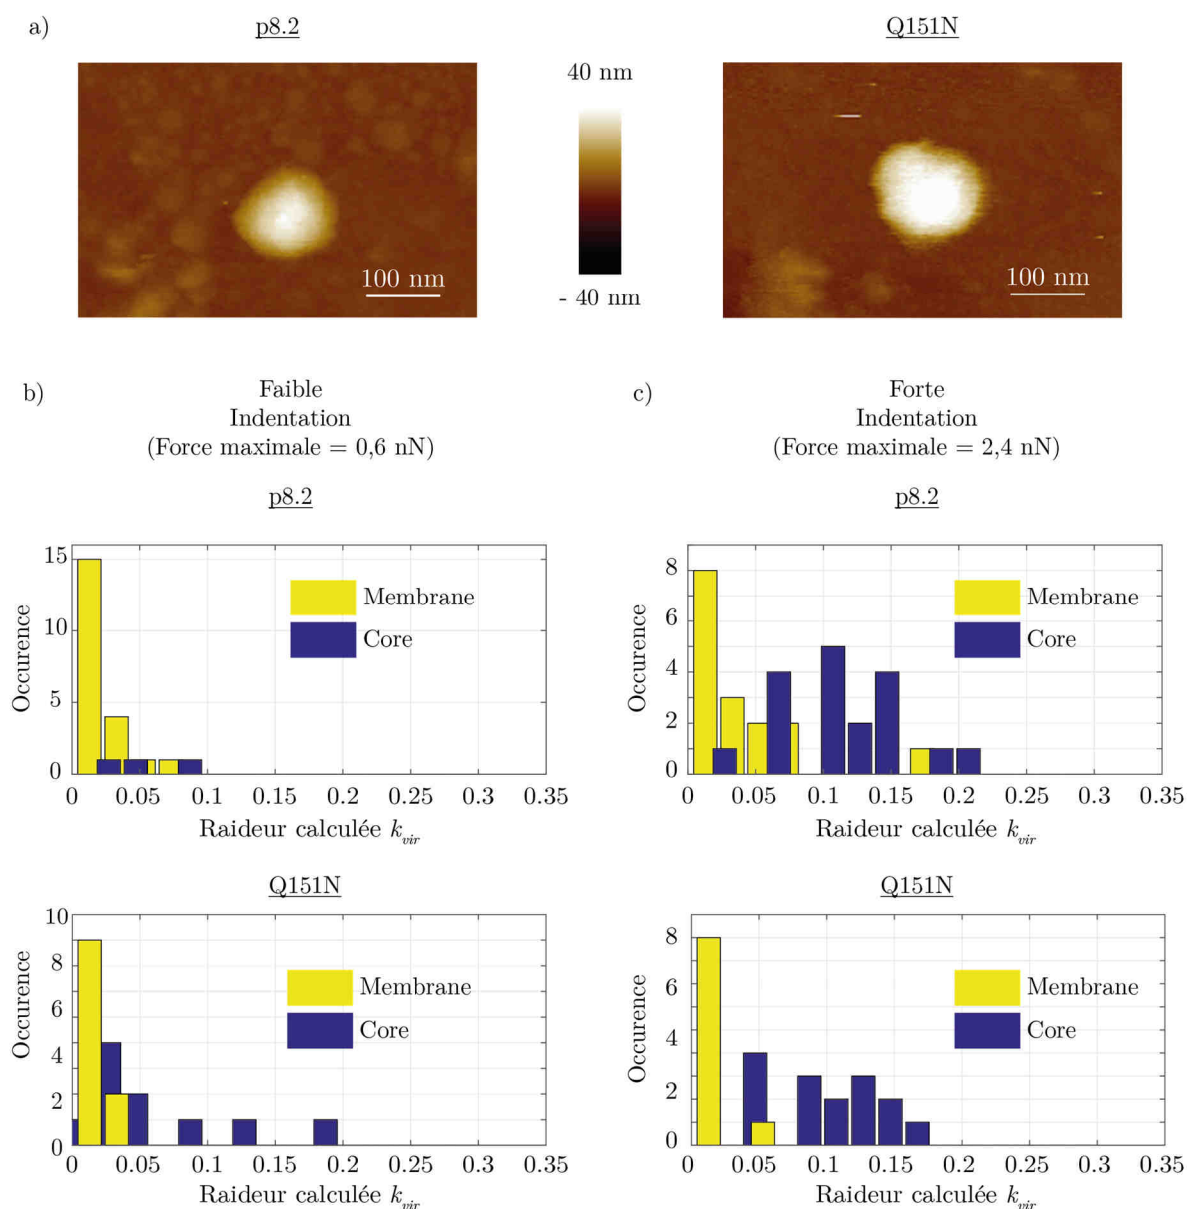 a)
p8.2
Q151N
40 nm
- 40 nm
100 nm
100 nm
b)
Faible
Indentation
(Force maximale = 0,6 nN)
p8.2
15
10
5
0
Occurence
Membrane
Core
0 0.05 0.1 0.15 0.2 0.25 0.3 0.35
Raideur calculée k_vir
Q151N
10
8
6
4
2
0
Occurence
Membrane
Core
0 0.05 0.1 0.15 0.2 0.25 0.3 0.35
Raideur calculée k_vir
c)
Forte
Indentation
(Force maximale = 2,4 nN)
p8.2
8
6
4
2
0
Occurence
Membrane
Core
0 0.05 0.1 0.15 0.2 0.25 0.3 0.35
Raideur calculée k_vir
Q151N
8
6
4
2
0
Occurence
Membrane
Core
0 0.05 0.1 0.15 0.2 0.25 0.3 0.35
Raideur calculée k_vir